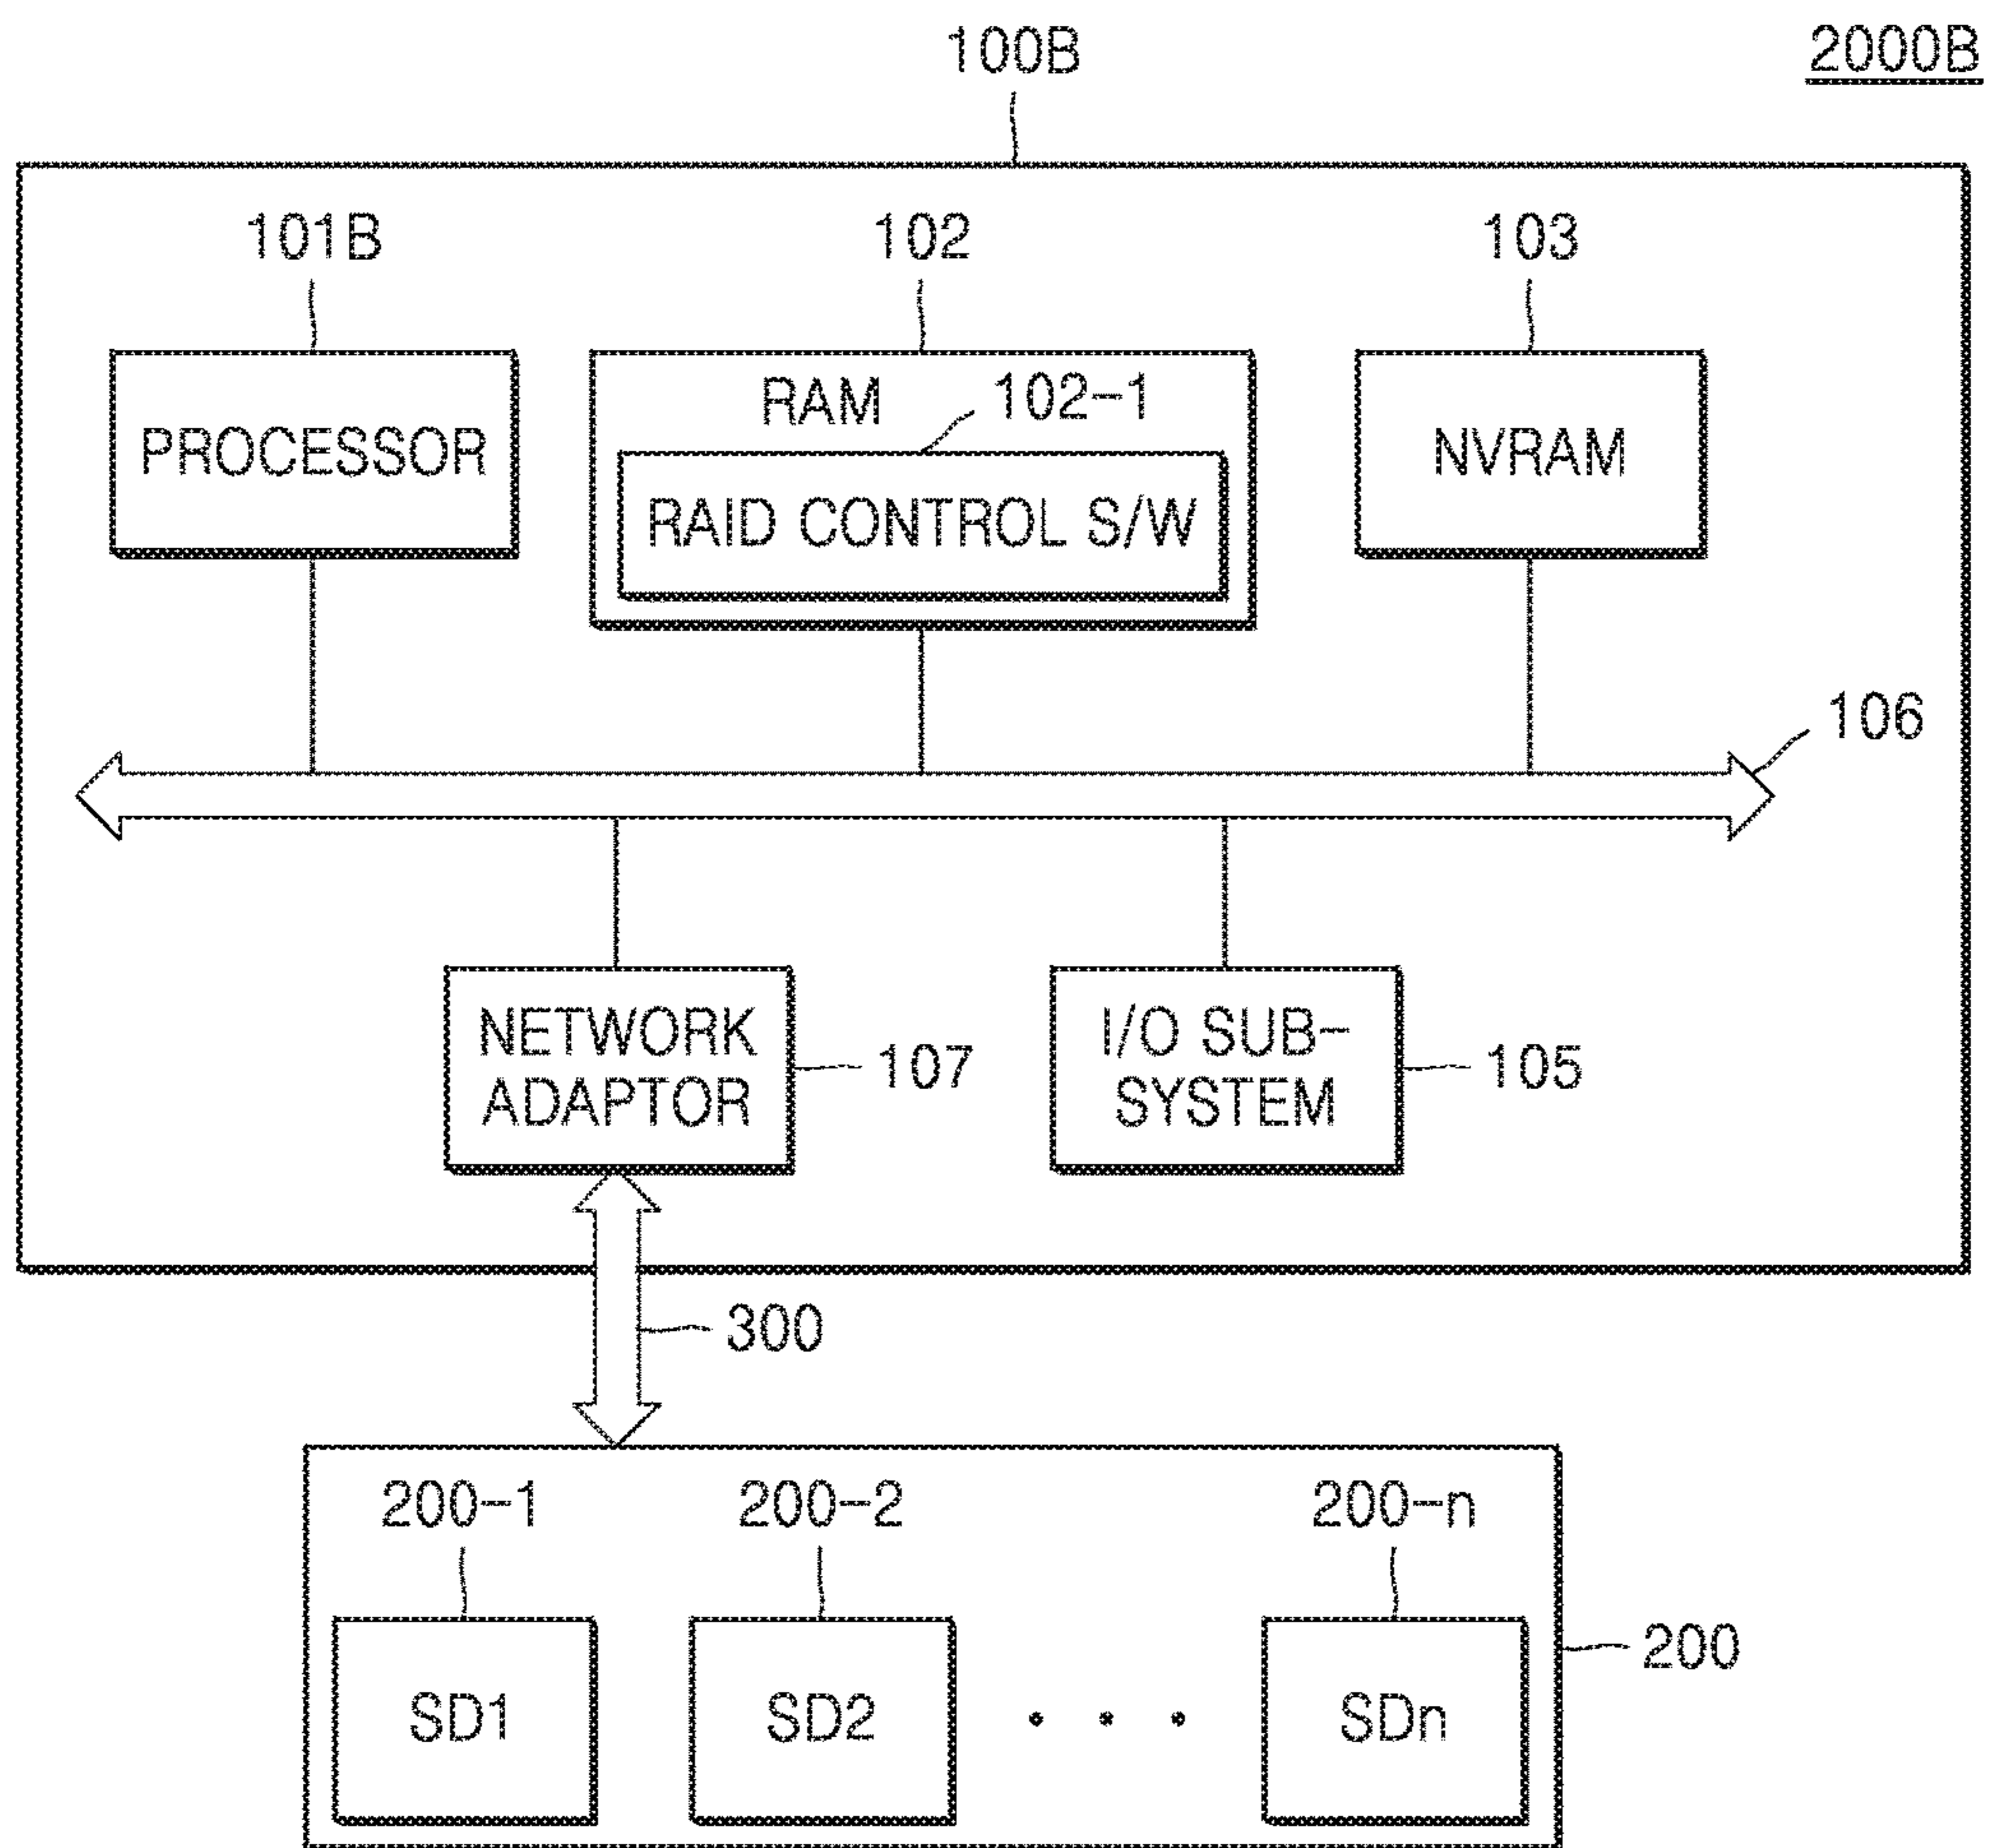 100B
2000B
101B
102
103
PROCESSOR
RAM
102-1
RAID CONTROL S/W
NVRAM
106
NETWORK
ADAPTOR
107
I/O SUB-
SYSTEM
105
300
200-1
200-2
200-n
200
SD1
SD2
. . .
SDn